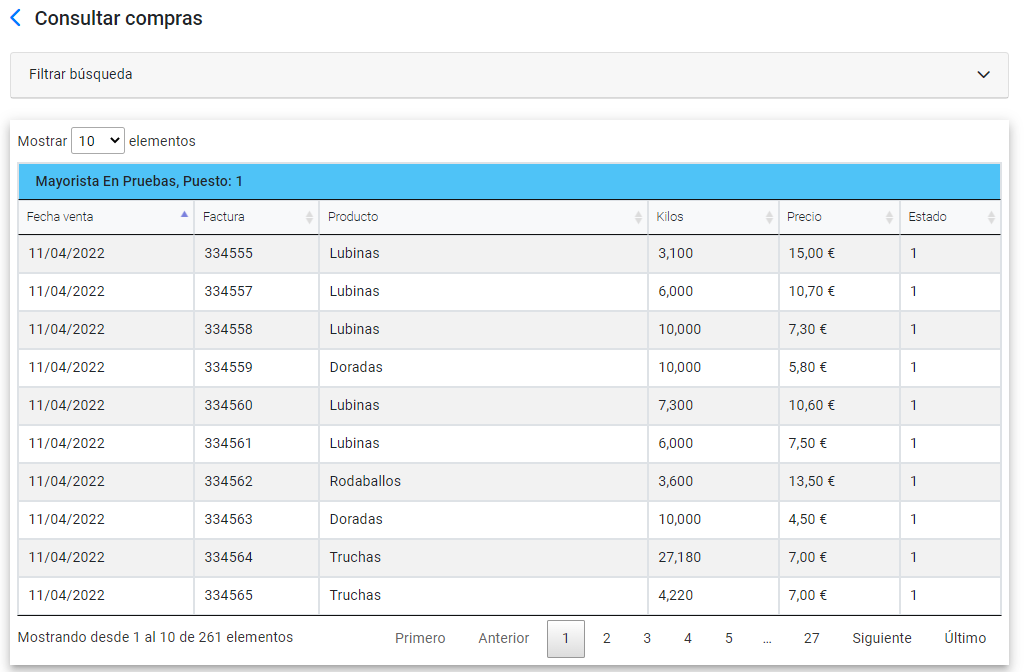 Consultar compras
Filtrar búsqueda
Mostrar 10 elementos
Mayorista En Pruebas, Puesto: 1
Fecha venta Factura Producto Kilos Precio Estado
11/04/2022 334555 Lubinas 3,100 15,00 € 1
11/04/2022 334557 Lubinas 6,000 10,70 € 1
11/04/2022 334558 Lubinas 10,000 7,30 € 1
11/04/2022 334559 Doradas 10,000 5,80 € 1
11/04/2022 334560 Lubinas 7,300 10,60 € 1
11/04/2022 334561 Lubinas 6,000 7,50 € 1
11/04/2022 334562 Rodaballos 3,600 13,50 € 1
11/04/2022 334563 Doradas 10,000 4,50 € 1
11/04/2022 334564 Truchas 27,180 7,00 € 1
11/04/2022 334565 Truchas 4,220 7,00 € 1
Mostrando desde 1 al 10 de 261 elementos Primero Anterior 1 2 3 4 5 ... 27 Siguiente Último